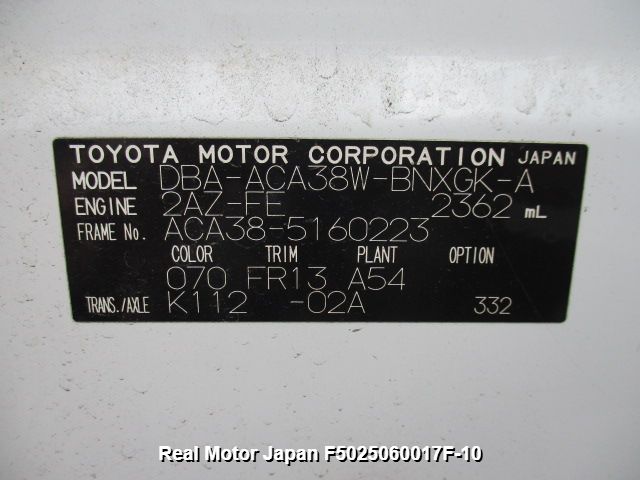 TOYOTA MOTOR CORPORATION JAPAN
MODEL DBA-ACA38W-BNXGK-A
ENGINE 2AZ-FE 2362 mL
FRAME No. ACA38-5160223
COLOR TRIM PLANT OPTION
070 FR13 A54
TRANS./AXLE K112 -02A 332
Real Motor Japan F5025060017F-10